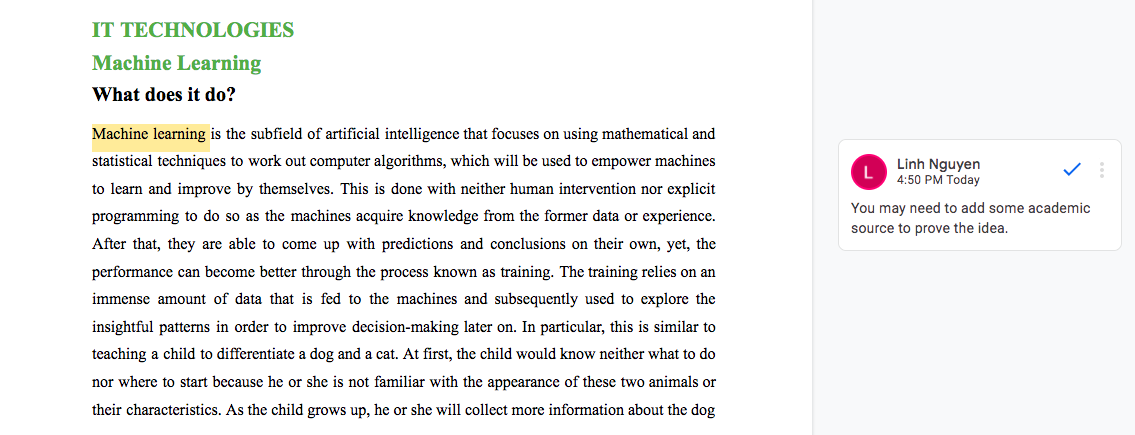 IT TECHNOLOGIES
Machine Learning
What does it do?
Machine learning is the subfield of artificial intelligence that focuses on using mathematical and
statistical techniques to work out computer algorithms, which will be used to empower machines
to learn and improve by themselves. This is done with neither human intervention nor explicit
programming to do so as the machines acquire knowledge from the former data or experience.
After that, they are able to come up with predictions and conclusions on their own, yet, the
performance can become better through the process known as training. The training relies on an
immense amount of data that is fed to the machines and subsequently used to explore the
insightful patterns in order to improve decision-making later on. In particular, this is similar to
teaching a child to differentiate a dog and a cat. At first, the child would know neither what to do
nor where to start because he or she is not familiar with the appearance of these two animals or
their characteristics. As the child grows up, he or she will collect more information about the dog
L
Linh Nguyen
4:50 PM Today
You may need to add some academic
source to prove the idea.